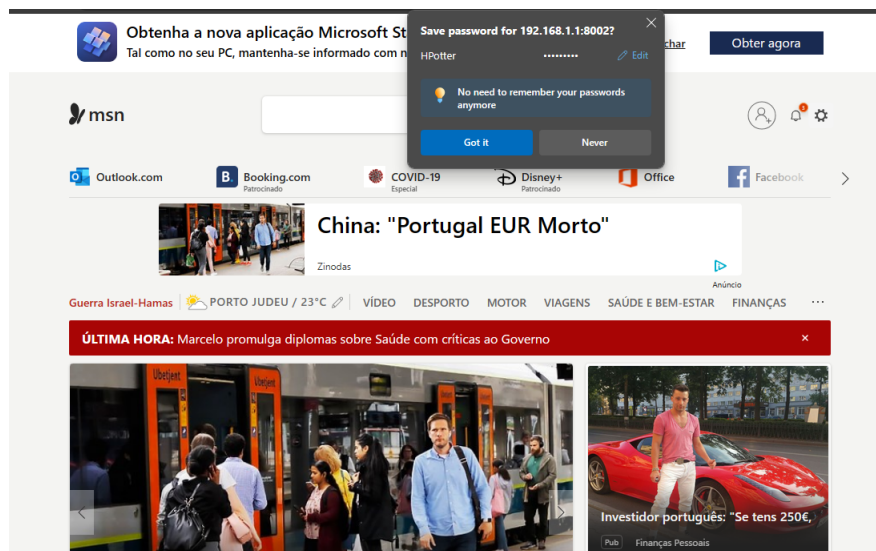 Obtenha a nova aplicação Microsoft St
Tal como no seu PC, mantenha-se informado com n
char
Obter agora
Save password for 192.168.1.1:8002?
HPotter
•••••••••
Edit
No need to remember your passwords
anymore
Got it
Never
msn
Outlook.com
B.
Booking.com
Patrocinado
COVID-19
Especial
Disney+
Patrocinado
Office
Facebook
China: "Portugal EUR Morto"
Zinodas
Anúncio
Guerra Israel-Hamas
PORTO JUDEU / 23°C
VÍDEO DESPORTO MOTOR VIAGENS SAÚDE E BEM-ESTAR FINANÇAS ···
ÚLTIMA HORA: Marcelo promulga diplomas sobre Saúde com críticas ao Governo
×
Ubetjent
Ubetjent
Investidor português: "Se tens 250€,
Pub Finanças Pessoais